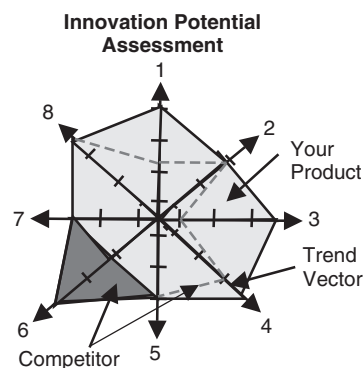 Innovation Potential
Assessment
1
2
8
Your
Product
7
3
Trend
Vector
6
4
5
Competitor